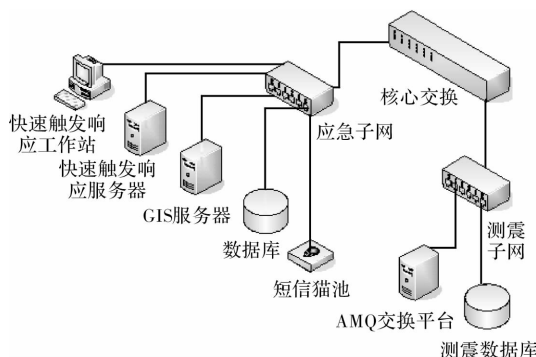 核心交换
快速触发响
应工作站
应急子网
快速触发响
应服务器
GIS服务器
测震
子网
数据库
短信猫池
AMQ交换平台
测震数据库